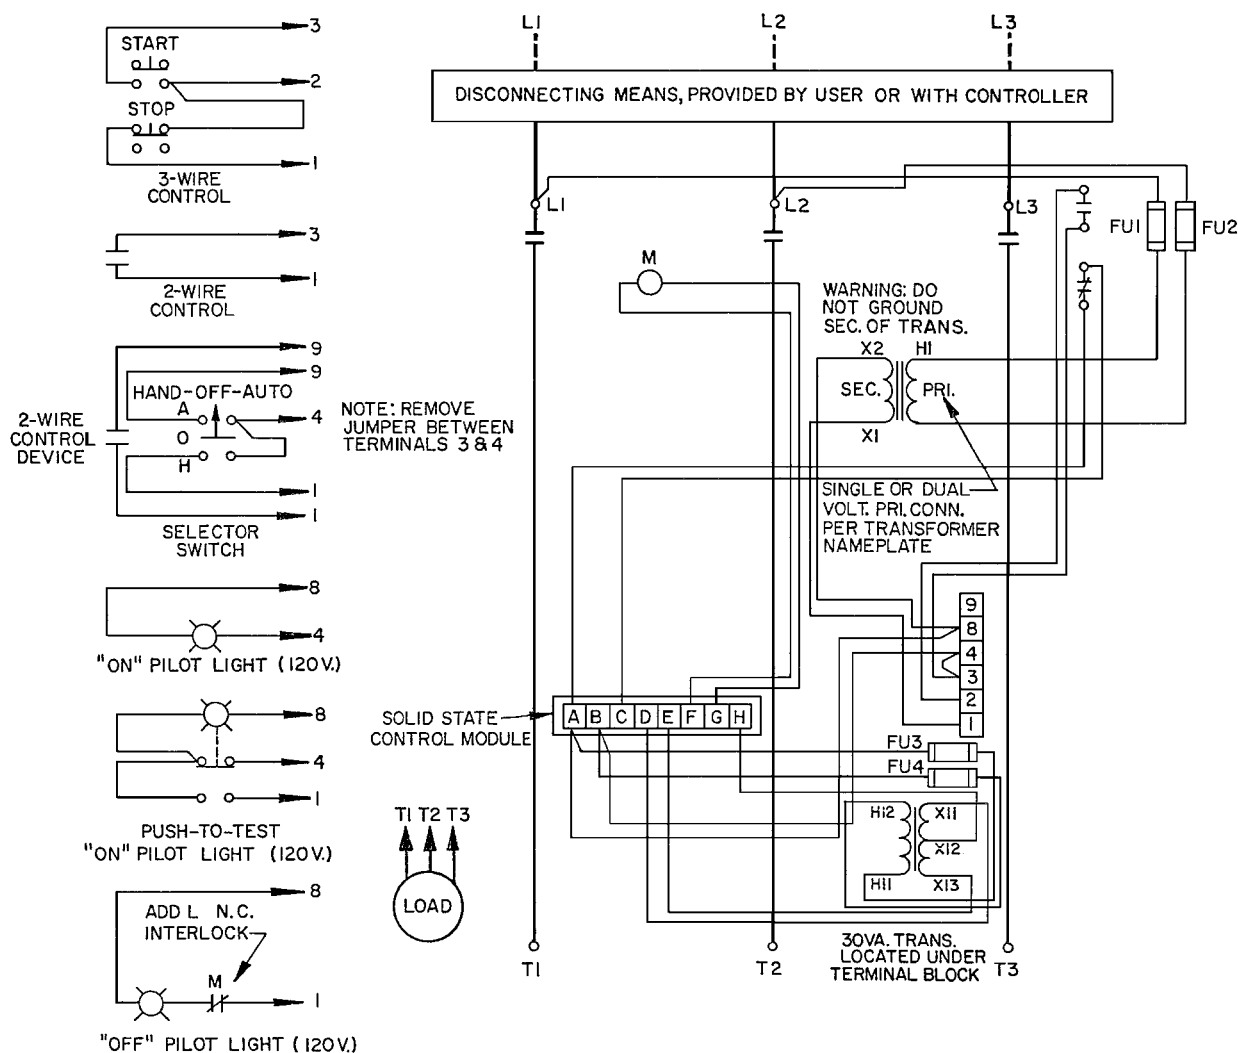 3
START
2
STOP
1
3-WIRE
CONTROL
3
1
2-WIRE
CONTROL
9
9
HAND-OFF-AUTO
A
4
O
H
2-WIRE
CONTROL
DEVICE
1
1
SELECTOR
SWITCH
NOTE: REMOVE
JUMPER BETWEEN
TERMINALS 3 & 4
8
4
"ON" PILOT LIGHT (120V.)
8
4
1
PUSH-TO-TEST
"ON" PILOT LIGHT (120V.)
8
ADD L N.C.
INTERLOCK
M
1
"OFF" PILOT LIGHT (120V.)
L1 L2 L3
DISCONNECTING MEANS, PROVIDED BY USER OR WITH CONTROLLER
L1 L2 L3
FU1 FU2
M
WARNING: DO
NOT GROUND
SEC. OF TRANS.
X2 H1
SEC. PRI.
X1
SINGLE OR DUAL
VOLT. PRI. CONN.
PER TRANSFORMER
NAMEPLATE
9
8
4
3
2
1
SOLID STATE
CONTROL MODULE
A B C D E F G H
FU3
FU4
H12 X11
X12
H11 X13
T1 T2 T3
LOAD
30VA. TRANS.
LOCATED UNDER
TERMINAL BLOCK
T1 T2 T3